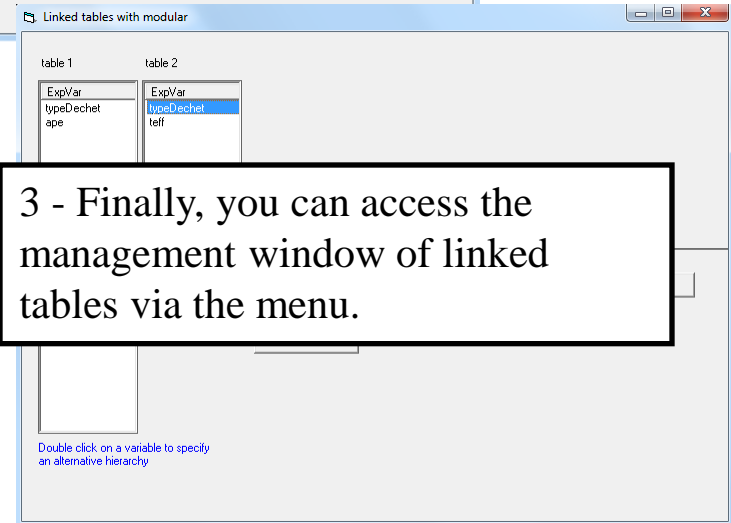 Linked tables with modular
table 1 table 2
ExpVar ExpVar
typeDechet typeDechet
ape teff
3 - Finally, you can access the
management window of linked
tables via the menu.
Double click on a variable to specify
an alternative hierarchy